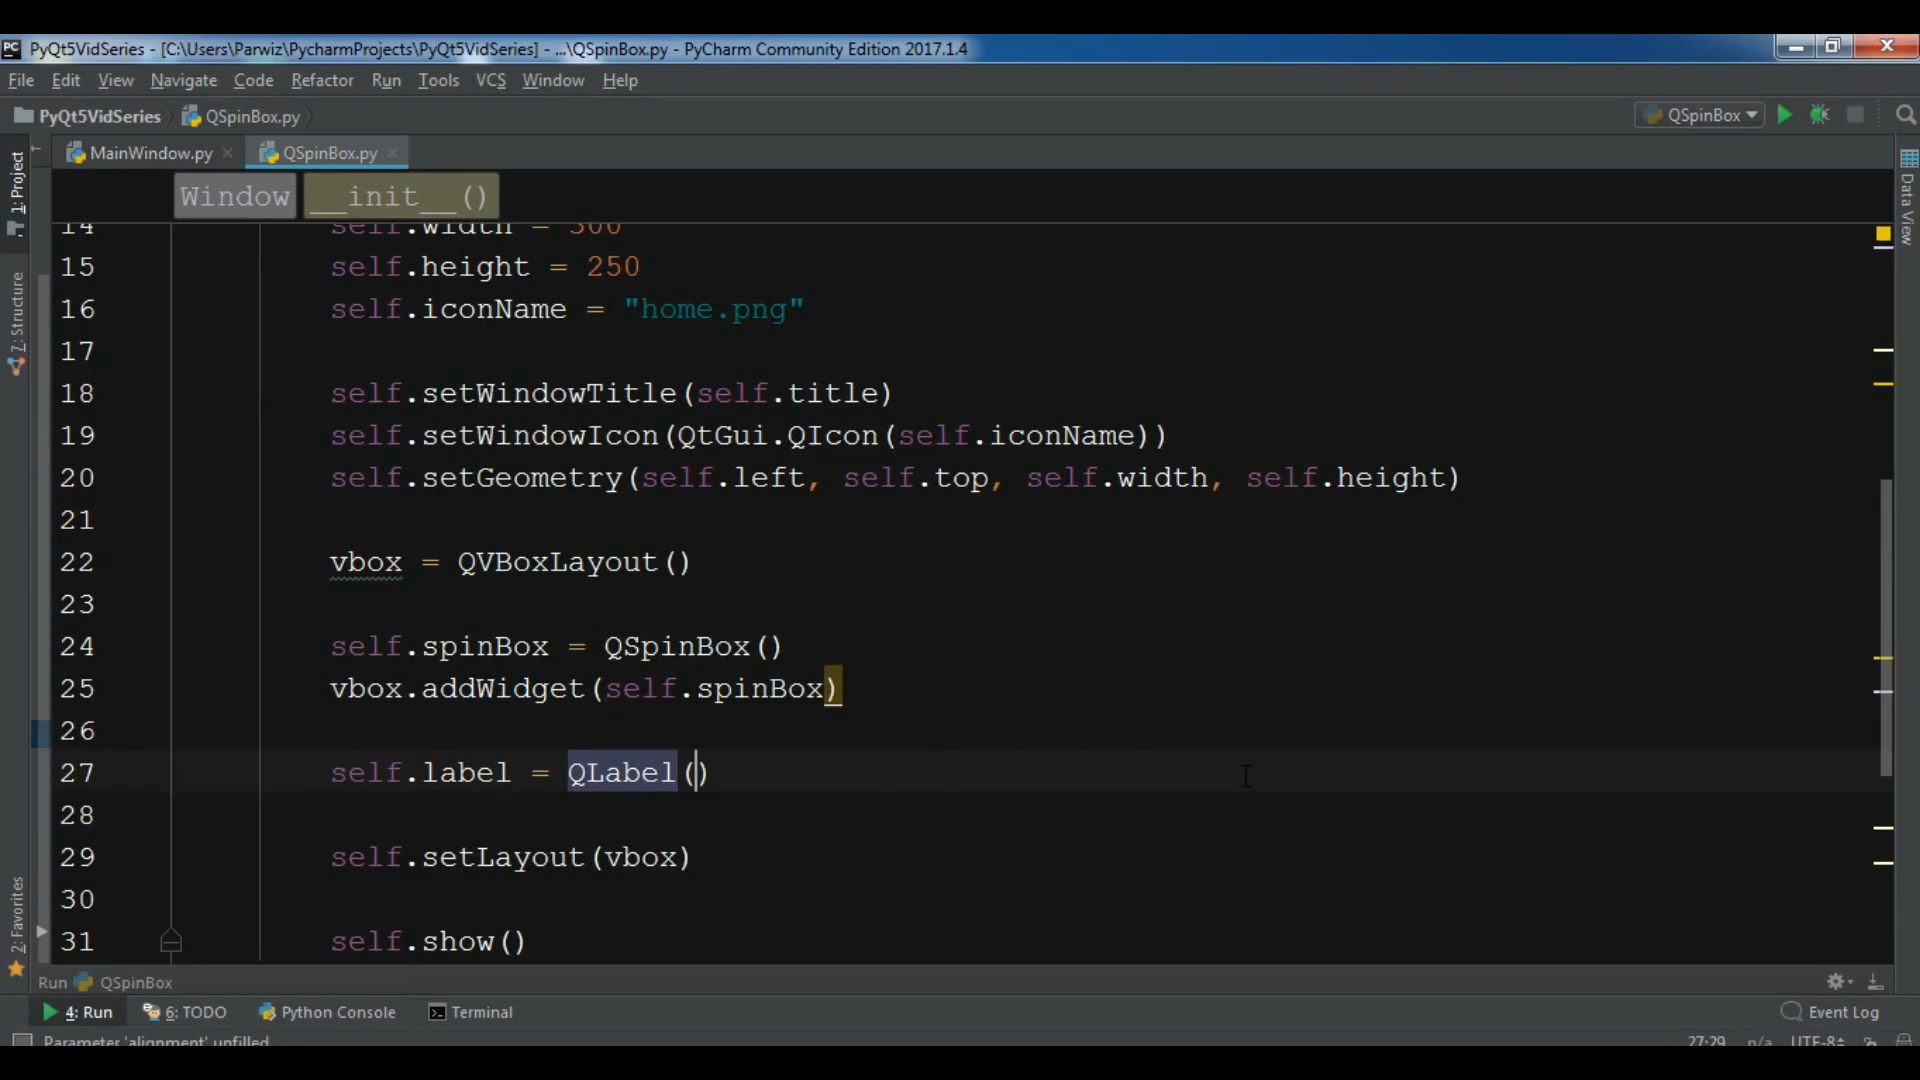 PyQt5VidSeries - [C:\Users\Parwiz\PycharmProjects\PyQt5VidSeries] - ...\QSpinBox.py - PyCharm Community Edition 2017.1.4
File Edit View Navigate Code Refactor Run Tools VCS Window Help
PyQt5VidSeries QSpinBox.py QSpinBox
MainWindow.py QSpinBox.py
1: Project
7: Structure
2: Favorites
Data View
Window __init__()
14 self.width = 300
15 self.height = 250
16 self.iconName = "home.png"
17
18 self.setWindowTitle(self.title)
19 self.setWindowIcon(QtGui.QIcon(self.iconName))
20 self.setGeometry(self.left, self.top, self.width, self.height)
21
22 vbox = QVBoxLayout()
23
24 self.spinBox = QSpinBox()
25 vbox.addWidget(self.spinBox)
26
27 self.label = QLabel()
28
29 self.setLayout(vbox)
30
31 self.show()
Run QSpinBox
4: Run 6: TODO Python Console Terminal Event Log
Parameter 'alignment' unfilled 27:29 n/a UTF-8